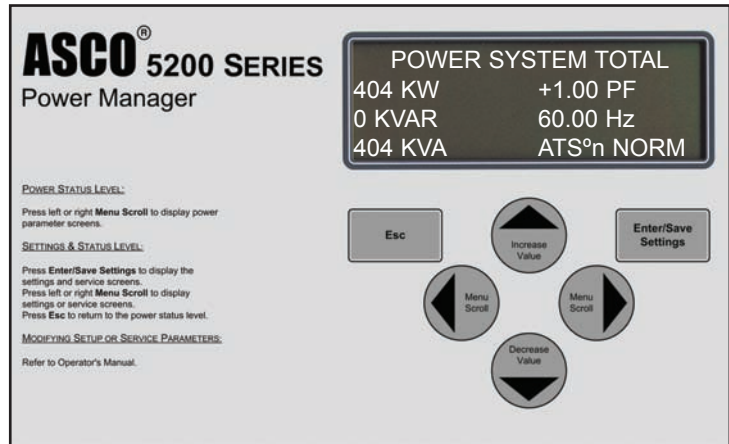 ASCO® 5200 SERIES
Power Manager
POWER STATUS LEVEL:
Press left or right Menu Scroll to display power
parameter screens.
SETTINGS & STATUS LEVEL:
Press Enter/Save Settings to display the
settings and service screens.
Press left or right Menu Scroll to display
settings or service screens.
Press Esc to return to the power status level.
MODIFYING SETUP OR SERVICE PARAMETERS:
Refer to Operator's Manual.
POWER SYSTEM TOTAL
404 KW +1.00 PF
0 KVAR 60.00 Hz
404 KVA ATSºn NORM
Esc
Increase
Value
Enter/Save
Settings
Menu
Scroll
Menu
Scroll
Decrease
Value